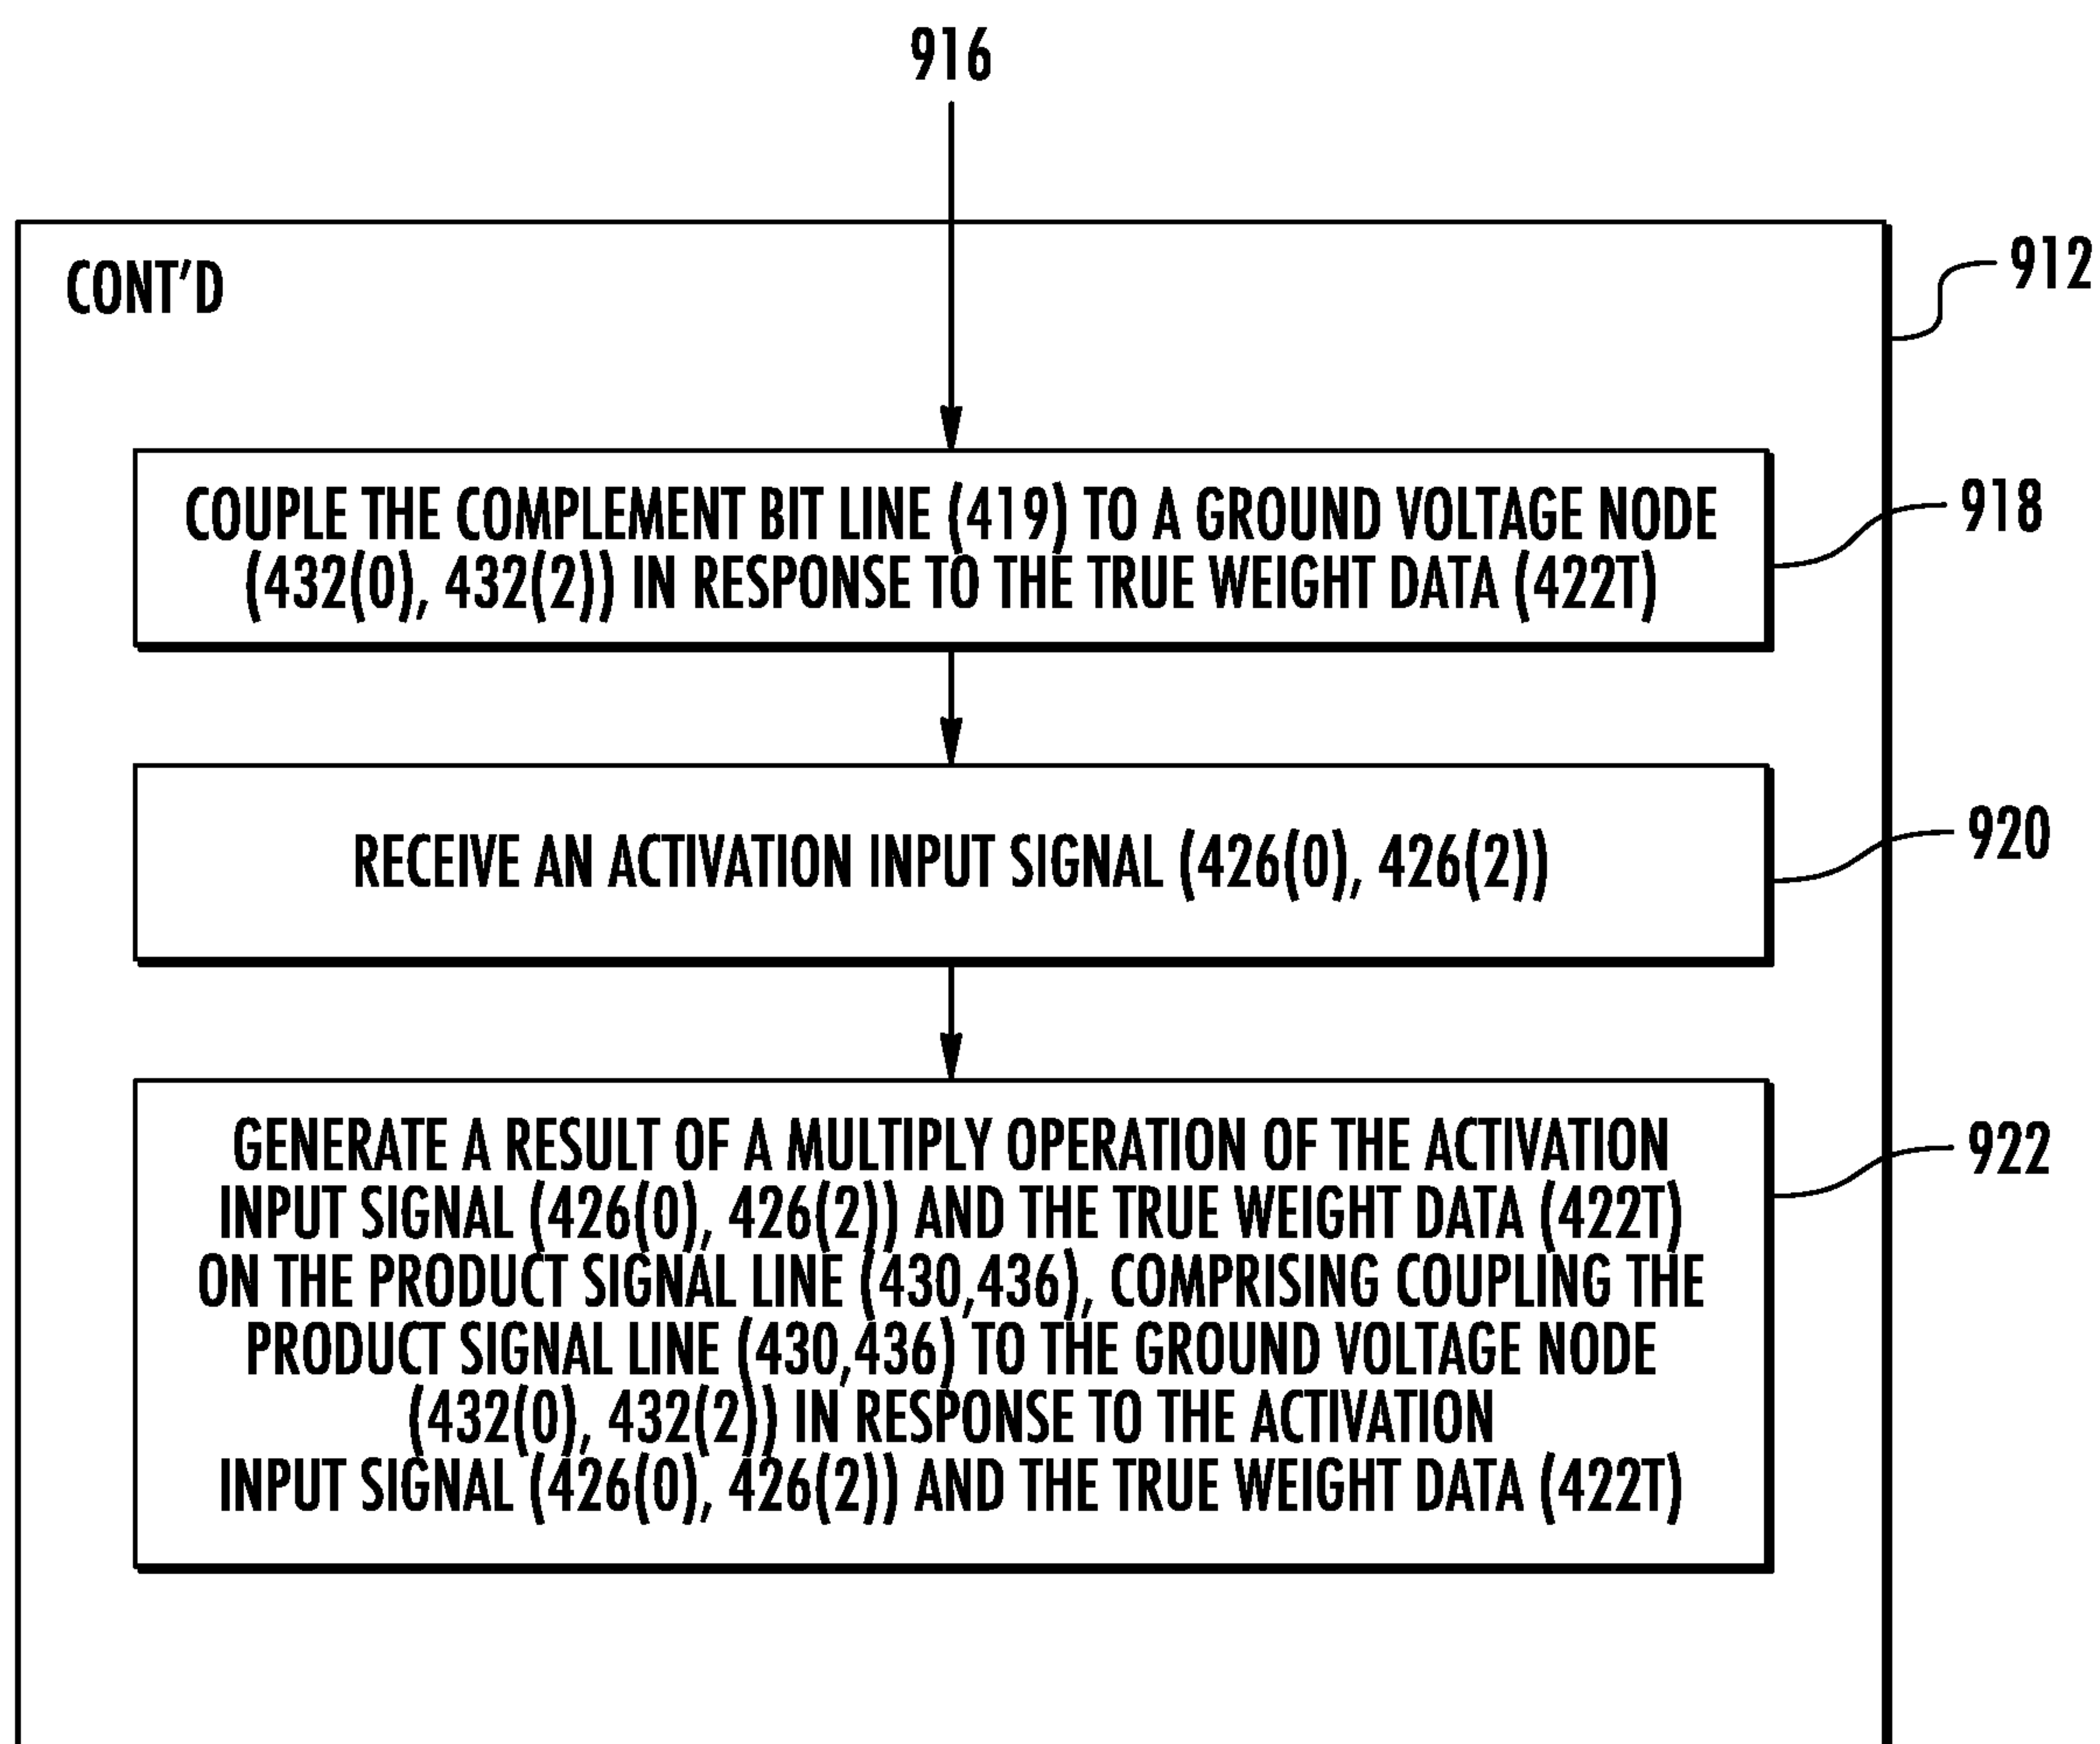 916
CONT'D
912
COUPLE THE COMPLEMENT BIT LINE (419) TO A GROUND VOLTAGE NODE
(432(0), 432(2)) IN RESPONSE TO THE TRUE WEIGHT DATA (422T)
918
RECEIVE AN ACTIVATION INPUT SIGNAL (426(0), 426(2))
920
GENERATE A RESULT OF A MULTIPLY OPERATION OF THE ACTIVATION
INPUT SIGNAL (426(0), 426(2)) AND THE TRUE WEIGHT DATA (422T)
ON THE PRODUCT SIGNAL LINE (430,436), COMPRISING COUPLING THE
PRODUCT SIGNAL LINE (430,436) TO THE GROUND VOLTAGE NODE
(432(0), 432(2)) IN RESPONSE TO THE ACTIVATION
INPUT SIGNAL (426(0), 426(2)) AND THE TRUE WEIGHT DATA (422T)
922